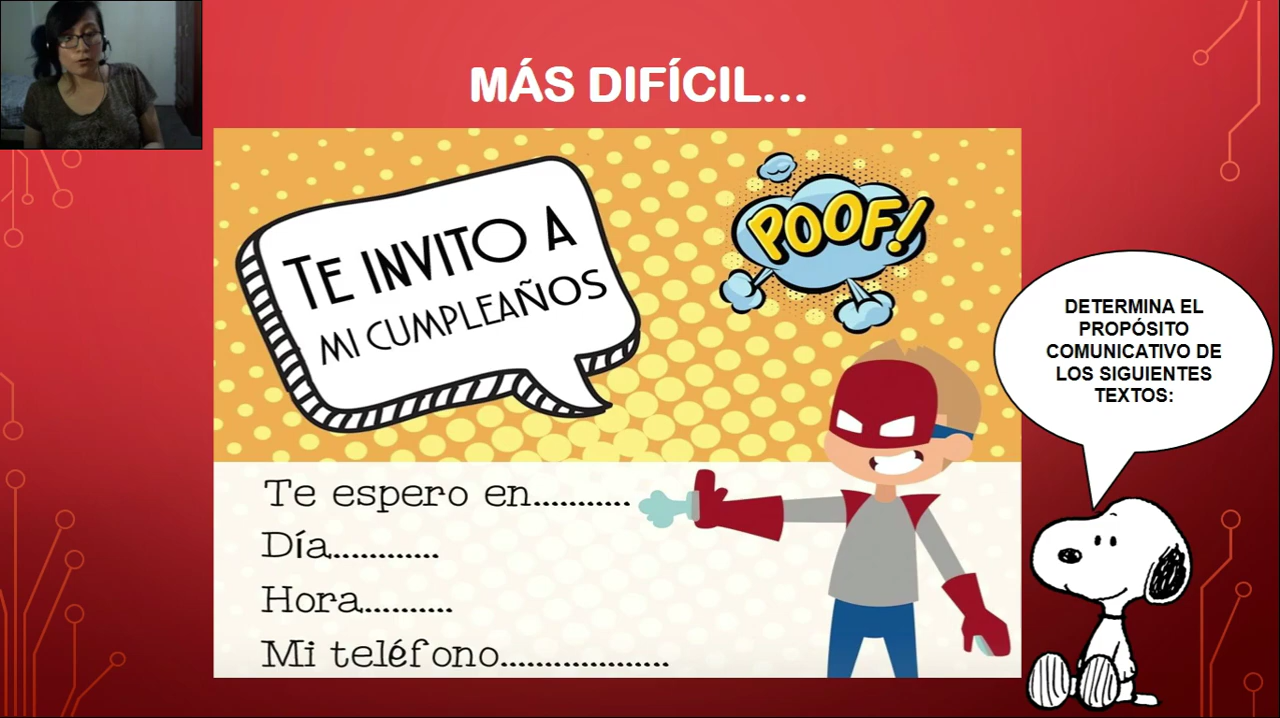 MÁS DIFÍCIL...
TE INVITO A
MI CUMPLEAÑOS
POOF!
Te espero en...........
Día............
Hora..........
Mi teléfono...................
DETERMINA EL
PROPÓSITO
COMUNICATIVO DE
LOS SIGUIENTES
TEXTOS: